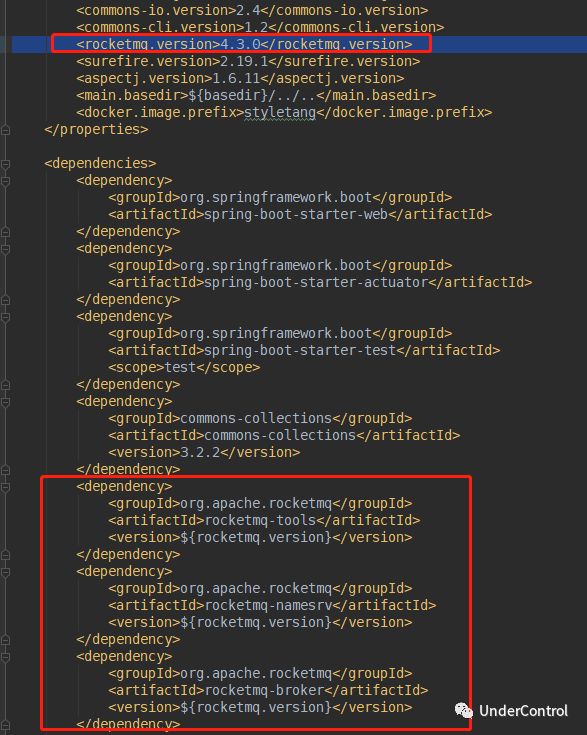 <commons-io.version>2.4</commons-io.version>
<commons-cli.version>1.2</commons-cli.version>
<rocketmq.version>4.3.0</rocketmq.version>
<surefire.version>2.19.1</surefire.version>
<aspectj.version>1.6.11</aspectj.version>
<main.basedir>${basedir}/../..</main.basedir>
<docker.image.prefix>styletang</docker.image.prefix>
</properties>
<dependencies>
<dependency>
<groupId>org.springframework.boot</groupId>
<artifactId>spring-boot-starter-web</artifactId>
</dependency>
<dependency>
<groupId>org.springframework.boot</groupId>
<artifactId>spring-boot-starter-actuator</artifactId>
</dependency>
<dependency>
<groupId>org.springframework.boot</groupId>
<artifactId>spring-boot-starter-test</artifactId>
<scope>test</scope>
</dependency>
<dependency>
<groupId>commons-collections</groupId>
<artifactId>commons-collections</artifactId>
<version>3.2.2</version>
</dependency>
<dependency>
<groupId>org.apache.rocketmq</groupId>
<artifactId>rocketmq-tools</artifactId>
<version>${rocketmq.version}</version>
</dependency>
<dependency>
<groupId>org.apache.rocketmq</groupId>
<artifactId>rocketmq-namesrv</artifactId>
<version>${rocketmq.version}</version>
</dependency>
<dependency>
<groupId>org.apache.rocketmq</groupId>
<artifactId>rocketmq-broker</artifactId>
<version>${rocketmq.version}</version>
</dependency>
UnderControl